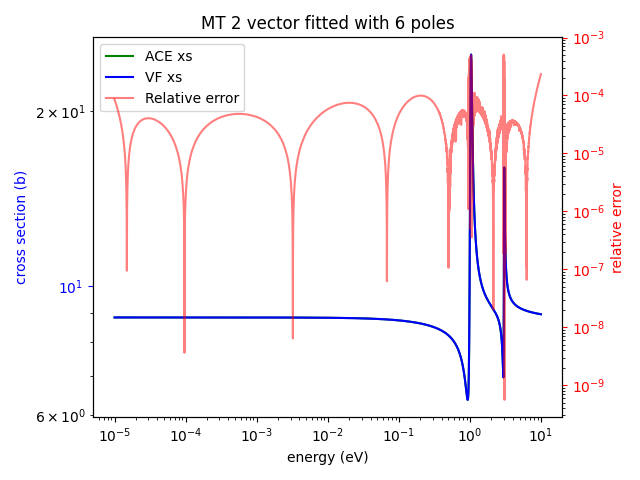 MT 2 vector fitted with 6 poles
ACE xs
VF xs
Relative error
cross section (b)
2 × 10¹
10¹
6 × 10⁰
10⁻³
10⁻⁴
10⁻⁵
10⁻⁶
10⁻⁷
10⁻⁸
10⁻⁹
relative error
10⁻⁵ 10⁻⁴ 10⁻³ 10⁻² 10⁻¹ 10⁰ 10¹
energy (eV)